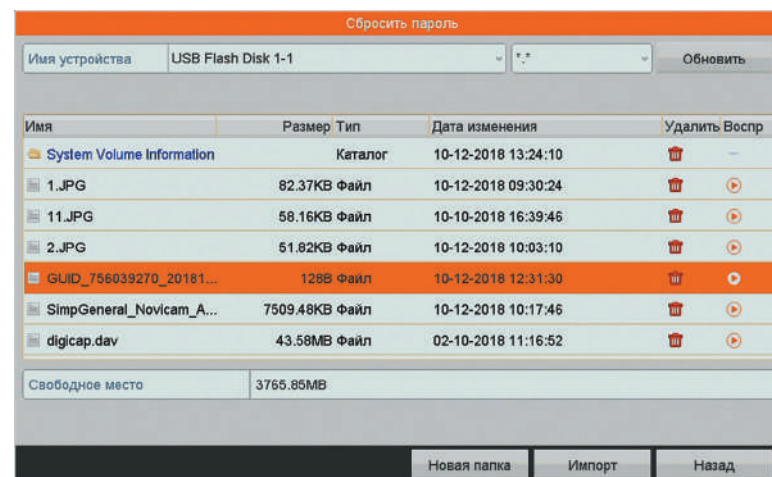 Сбросить пароль
Имя устройства USB Flash Disk 1-1 *.* Обновить
Имя Размер Тип Дата изменения Удалить Воспр
System Volume Information Каталог 10-12-2018 13:24:10 —
1.JPG 82.37KB Файл 10-12-2018 09:30:24
11.JPG 58.16KB Файл 10-10-2018 16:39:46
2.JPG 51.82KB Файл 10-12-2018 10:03:10
GUID_756039270_20181... 128B Файл 10-12-2018 12:31:30
SimpGeneral_Novicam_A... 7509.48KB Файл 10-12-2018 10:17:46
digicap.dav 43.58MB Файл 02-10-2018 11:16:52
Свободное место 3765.85MB
Новая папка Импорт Назад